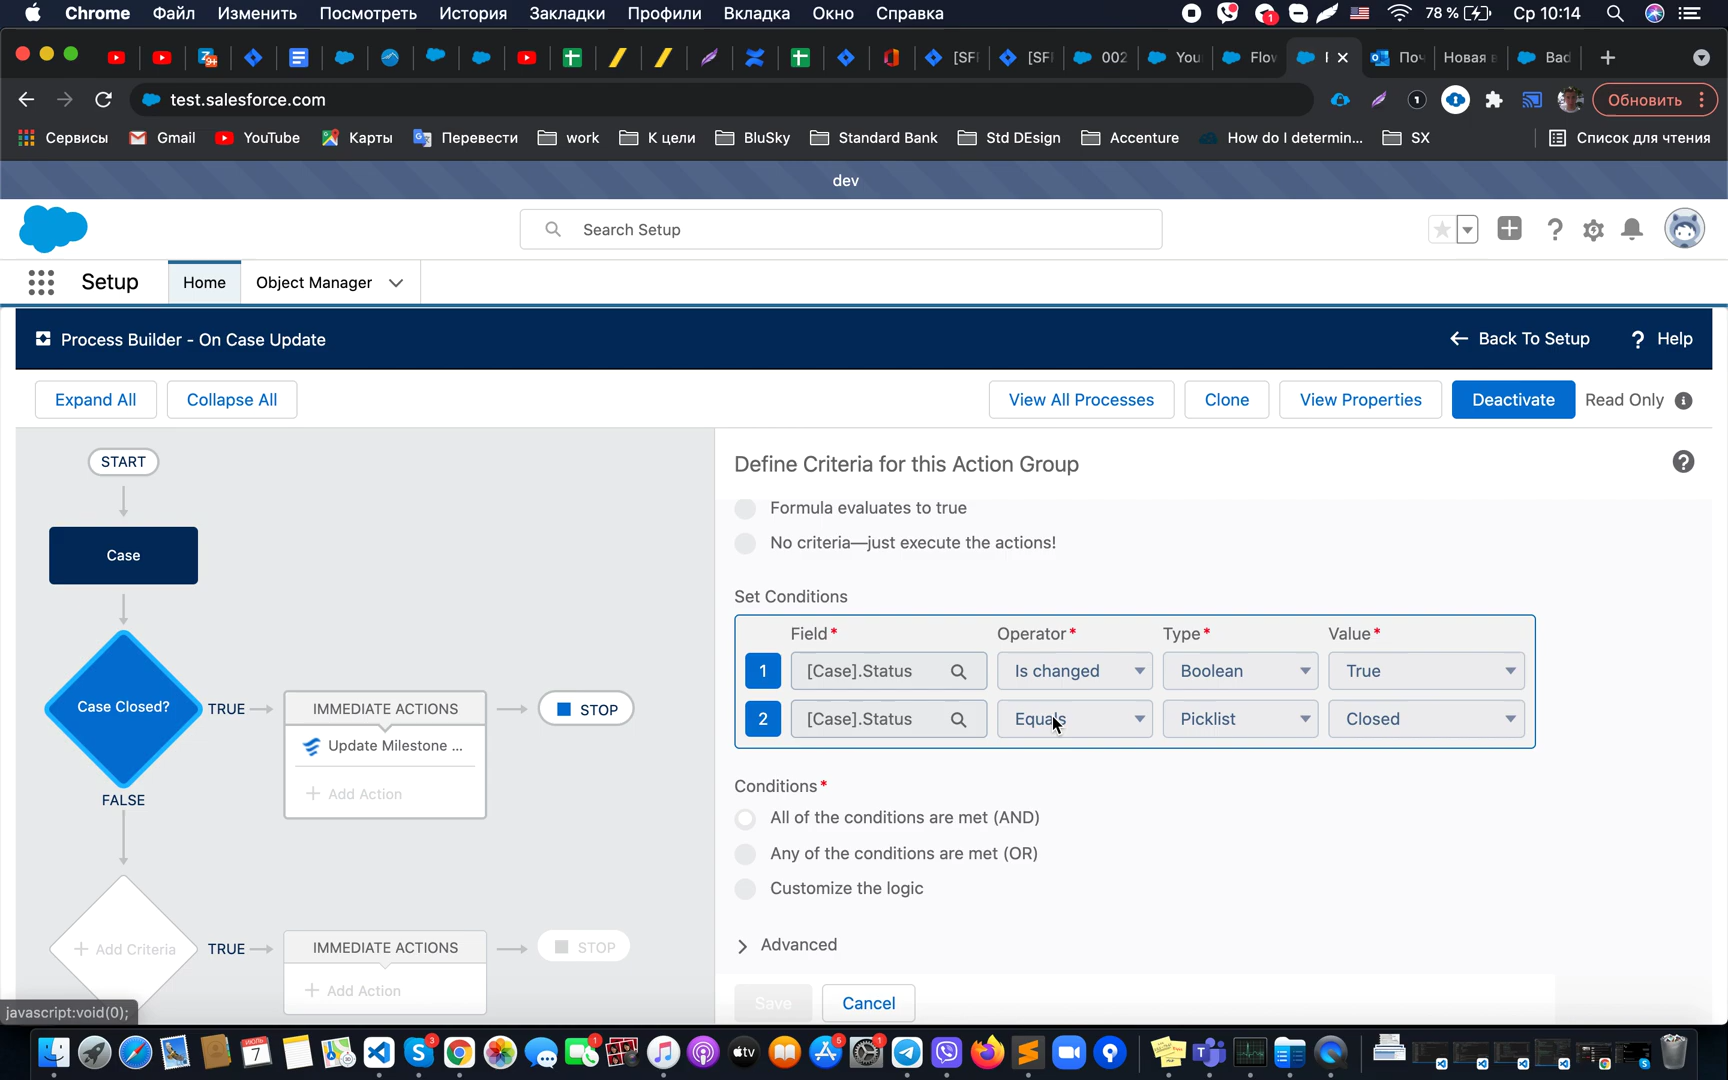 Chrome Файл Изменить Посмотреть История Закладки Профили Вкладка Окно Справка 1 78 % Ср 10:14
[SFI [SFI 002 You Flov Поч Новая в Bac
test.salesforce.com Обновить
Сервисы Gmail YouTube Карты Перевести work К цели BluSky Standard Bank Std DEsign Accenture How do I determin... SX Список для чтения
dev
Search Setup
Setup Home Object Manager
Process Builder - On Case Update Back To Setup ? Help
Expand All Collapse All View All Processes Clone View Properties Deactivate Read Only
START
Define Criteria for this Action Group
Formula evaluates to true
No criteria—just execute the actions!
Case
Set Conditions
Field* Operator* Type* Value*
1 [Case].Status Is changed Boolean True
2 [Case].Status Equals Picklist Closed
Case Closed? TRUE IMMEDIATE ACTIONS STOP
Update Milestone ...
+ Add Action
FALSE
Conditions*
All of the conditions are met (AND)
Any of the conditions are met (OR)
Customize the logic
Advanced
+ Add Criteria TRUE IMMEDIATE ACTIONS STOP
+ Add Action
Save Cancel
javascript:void(0);